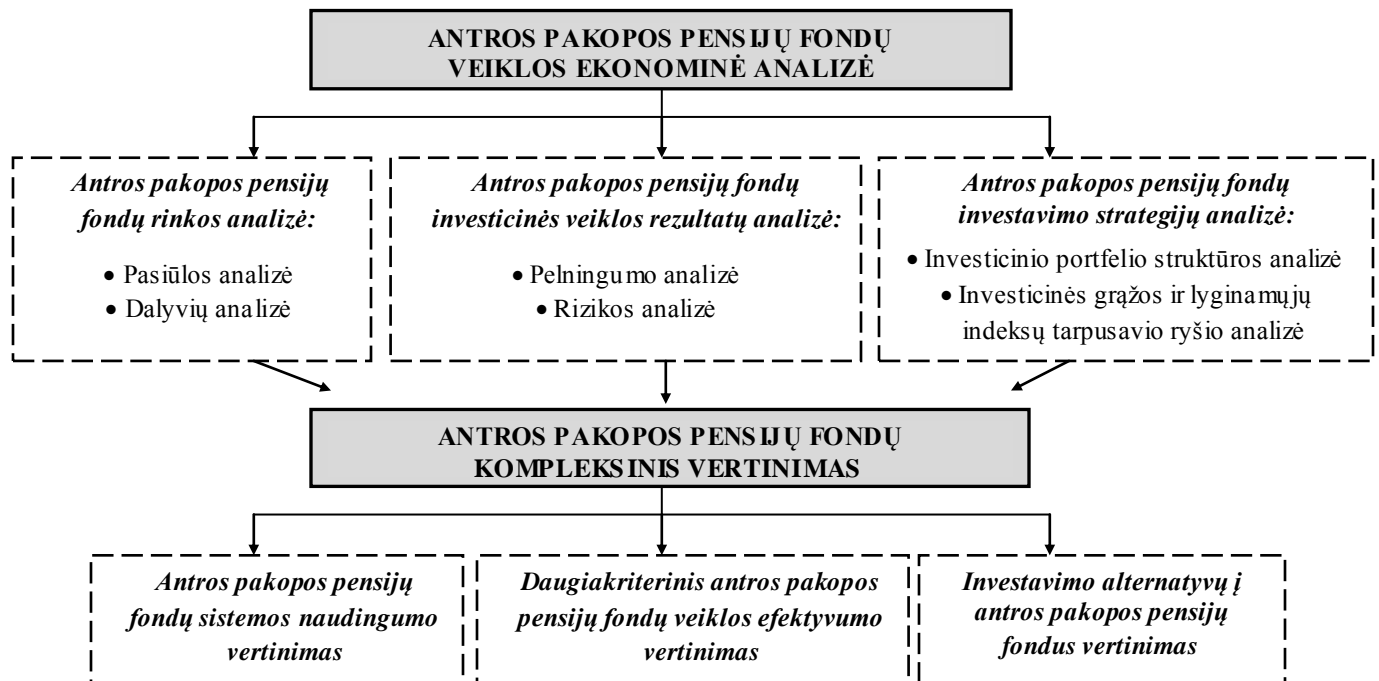 ANTROS PAKOPOS PENSIJŲ FONDŲ
VEIKLOS EKONOMINĖ ANALIZĖ
Antros pakopos pensijų
fondų rinkos analizė:
• Pasiūlos analizė
• Dalyvių analizė
Antros pakopos pensijų fondų
investicinės veiklos rezultatų analizė:
• Pelningumo analizė
• Rizikos analizė
Antros pakopos pensijų fondų
investavimo strategijų analizė:
• Investicinio portfelio struktūros analizė
• Investicinės grąžos ir lyginamųjų
indeksų tarpusavio ryšio analizė
ANTROS PAKOPOS PENSIJŲ FONDŲ
KOMPLEKSINIS VERTINIMAS
Antros pakopos pensijų
fondų sistemos naudingumo
vertinimas
Daugiakriterinis antros pakopos
pensijų fondų veiklos efektyvumo
vertinimas
Investavimo alternatyvų į
antros pakopos pensijų
fondus vertinimas